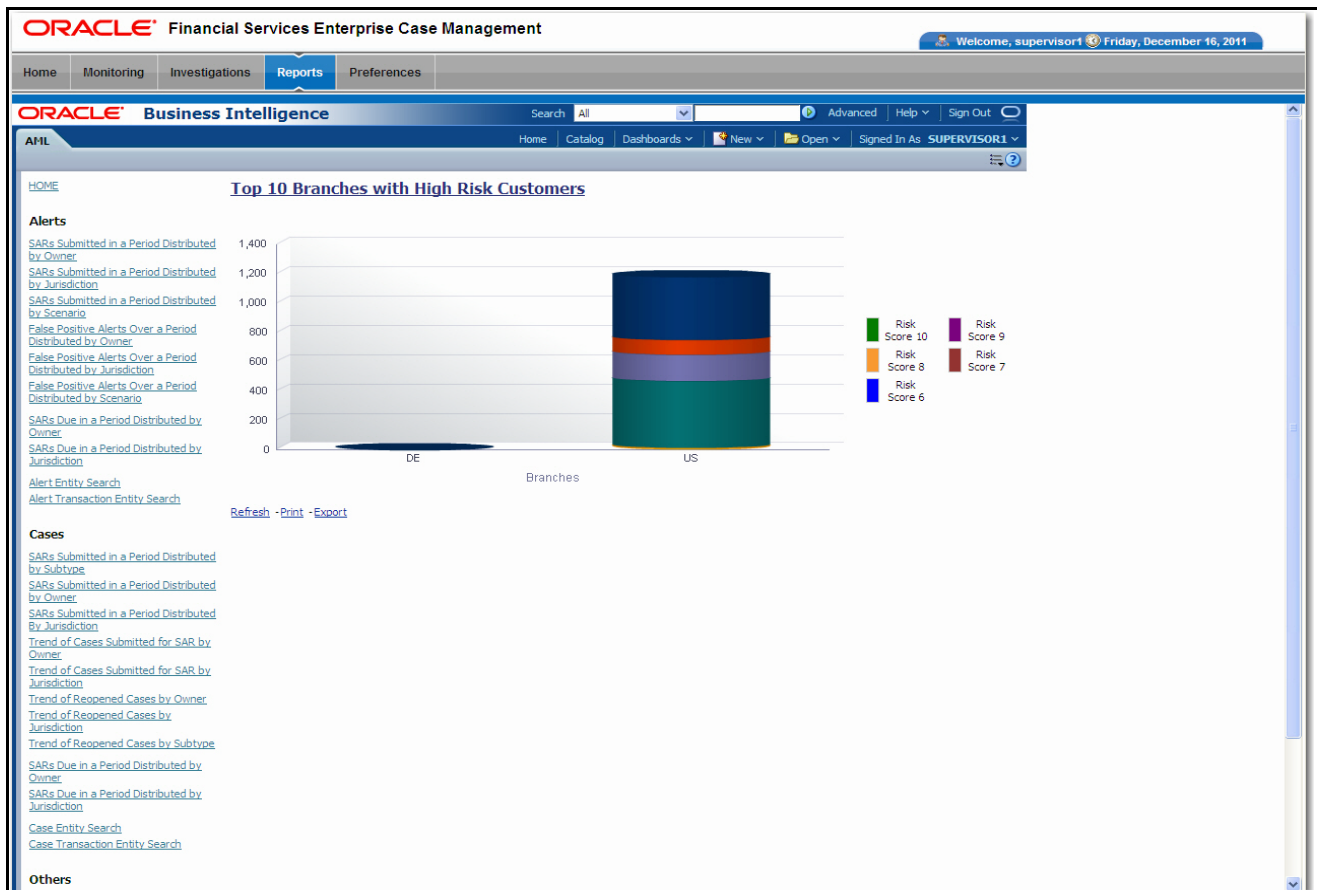 ORACLE Financial Services Enterprise Case Management
Welcome, supervisor1 Friday, December 16, 2011
Home Monitoring Investigations Reports Preferences
ORACLE Business Intelligence
Search All Advanced Help Sign Out
AML
Home Catalog Dashboards New Open Signed In As SUPERVISOR1
HOME
Alerts
SARs Submitted in a Period Distributed
by Owner
SARs Submitted in a Period Distributed
by Jurisdiction
SARs Submitted in a Period Distributed
by Scenario
False Positive Alerts Over a Period
Distributed by Owner
False Positive Alerts Over a Period
Distributed by Jurisdiction
False Positive Alerts Over a Period
Distributed by Scenario
SARs Due in a Period Distributed by
Owner
SARs Due in a Period Distributed by
Jurisdiction
Alert Entity Search
Alert Transaction Entity Search
Cases
SARs Submitted in a Period Distributed
by Subtype
SARs Submitted in a Period Distributed
by Owner
SARs Submitted in a Period Distributed
By Jurisdiction
Trend of Cases Submitted for SAR by
Owner
Trend of Cases Submitted for SAR by
Jurisdiction
Trend of Reopened Cases by Owner
Trend of Reopened Cases by
Jurisdiction
Trend of Reopened Cases by Subtype
SARs Due in a Period Distributed by
Owner
SARs Due in a Period Distributed by
Jurisdiction
Case Entity Search
Case Transaction Entity Search
Others
Top 10 Branches with High Risk Customers
1,400
1,200
1,000
800
600
400
200
0
DE US
Branches
Risk
Score 10
Risk
Score 9
Risk
Score 8
Risk
Score 7
Risk
Score 6
Refresh - Print - Export